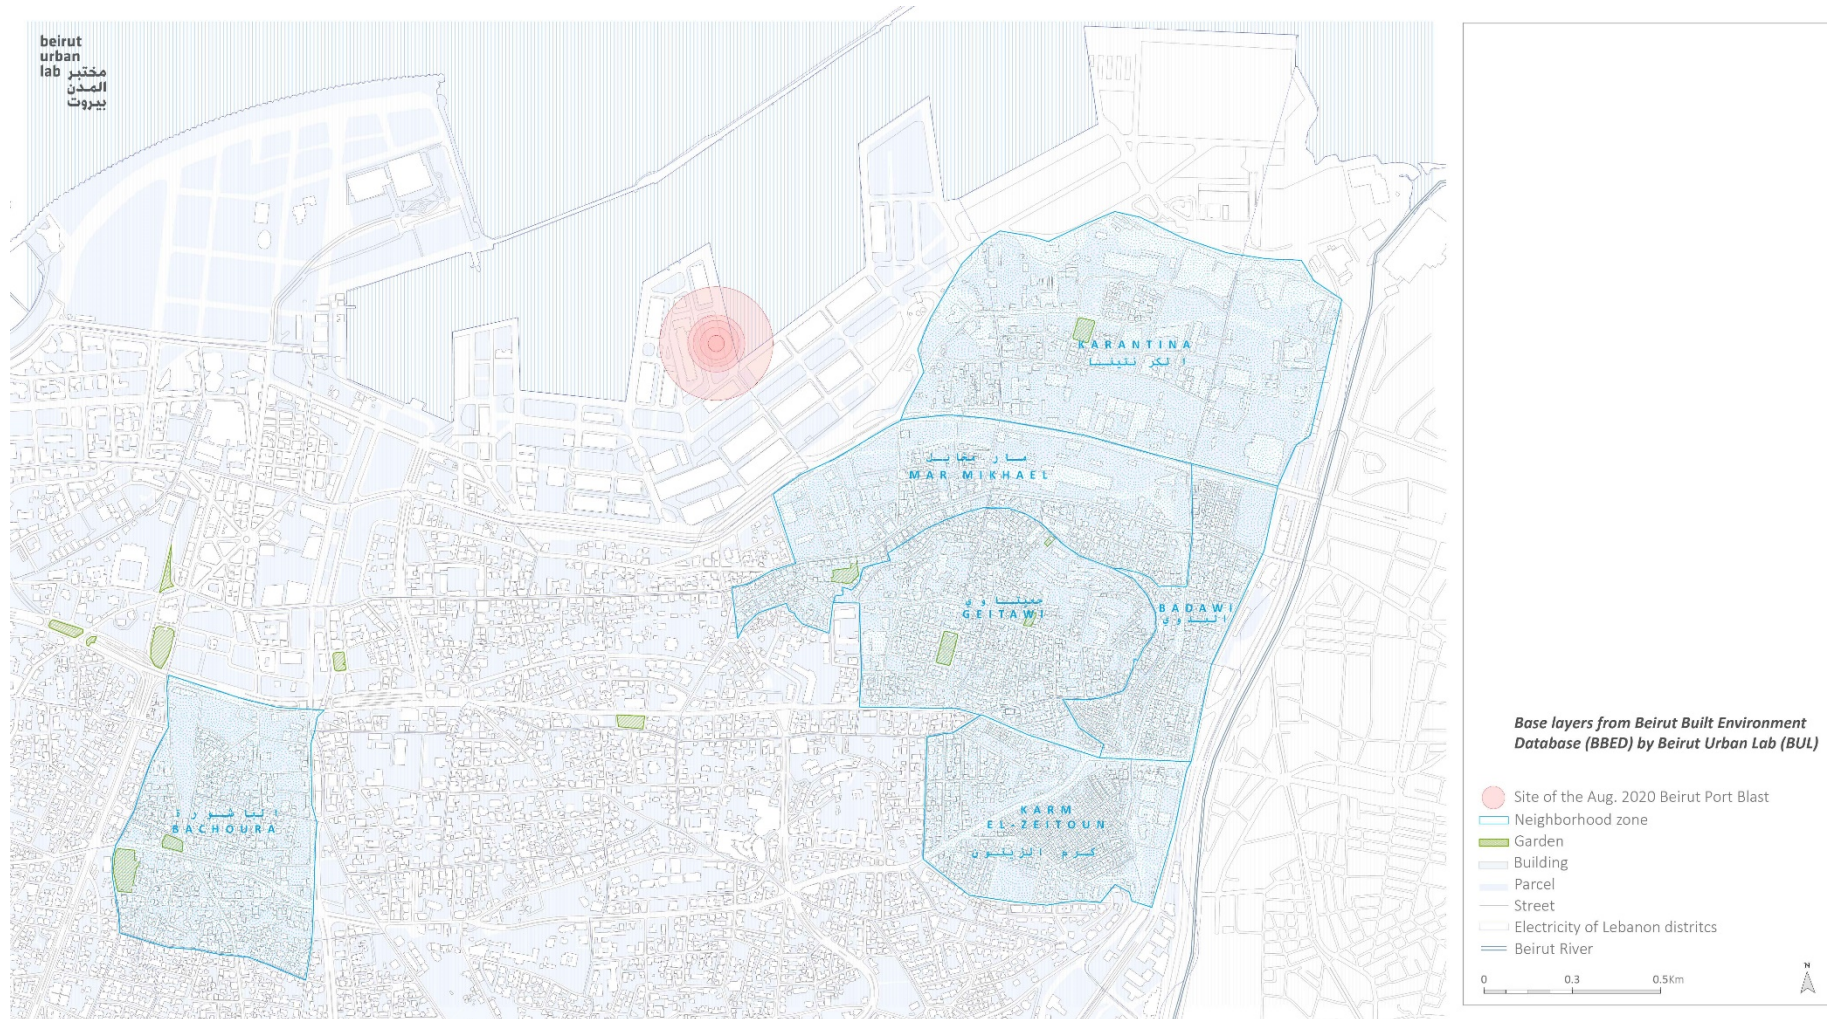 beirut
urban
lab مختبر
المدن
بيروت
KARANTINA
الكرنتينا
مار مخايل
MAR MIKHAEL
جعيتاوي
GEITAWI
BADAWI
البدوي
الباشورة
BACHOURA
KARM
EL-ZEITOUN
كرم الزيتون
Base layers from Beirut Built Environment
Database (BBED) by Beirut Urban Lab (BUL)
Site of the Aug. 2020 Beirut Port Blast
Neighborhood zone
Garden
Building
Parcel
Street
Electricity of Lebanon distritcs
Beirut River
N
0 0.3 0.5Km